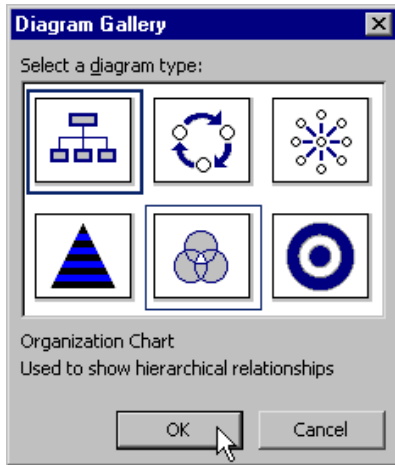 Diagram Gallery
Select a diagram type:
Organization Chart
Used to show hierarchical relationships
OK
Cancel